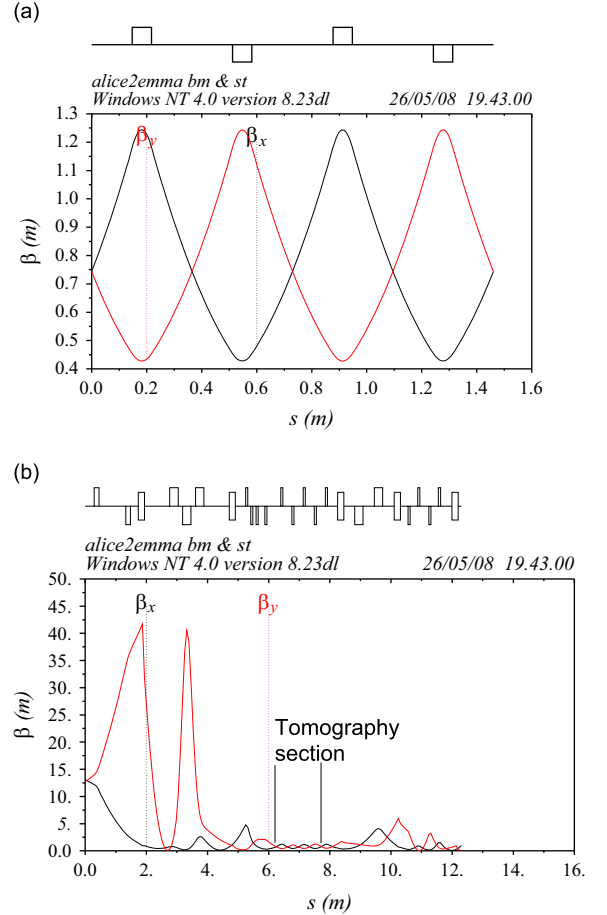 (a)
alice2emma bm & st
Windows NT 4.0 version 8.23dl 26/05/08 19.43.00
1.3
1.2
1.1
1.0
0.9
0.8
0.7
0.6
0.5
0.4
β (m)
βy
βx
0.0 0.2 0.4 0.6 0.8 1.0 1.2 1.4 1.6
s (m)
(b)
alice2emma bm & st
Windows NT 4.0 version 8.23dl 26/05/08 19.43.00
50.
45.
40.
35.
30.
25.
20.
15.
10.
5.
0.0
β (m)
βx
βy
Tomography
section
0.0 2. 4. 6. 8. 10. 12. 14. 16.
s (m)